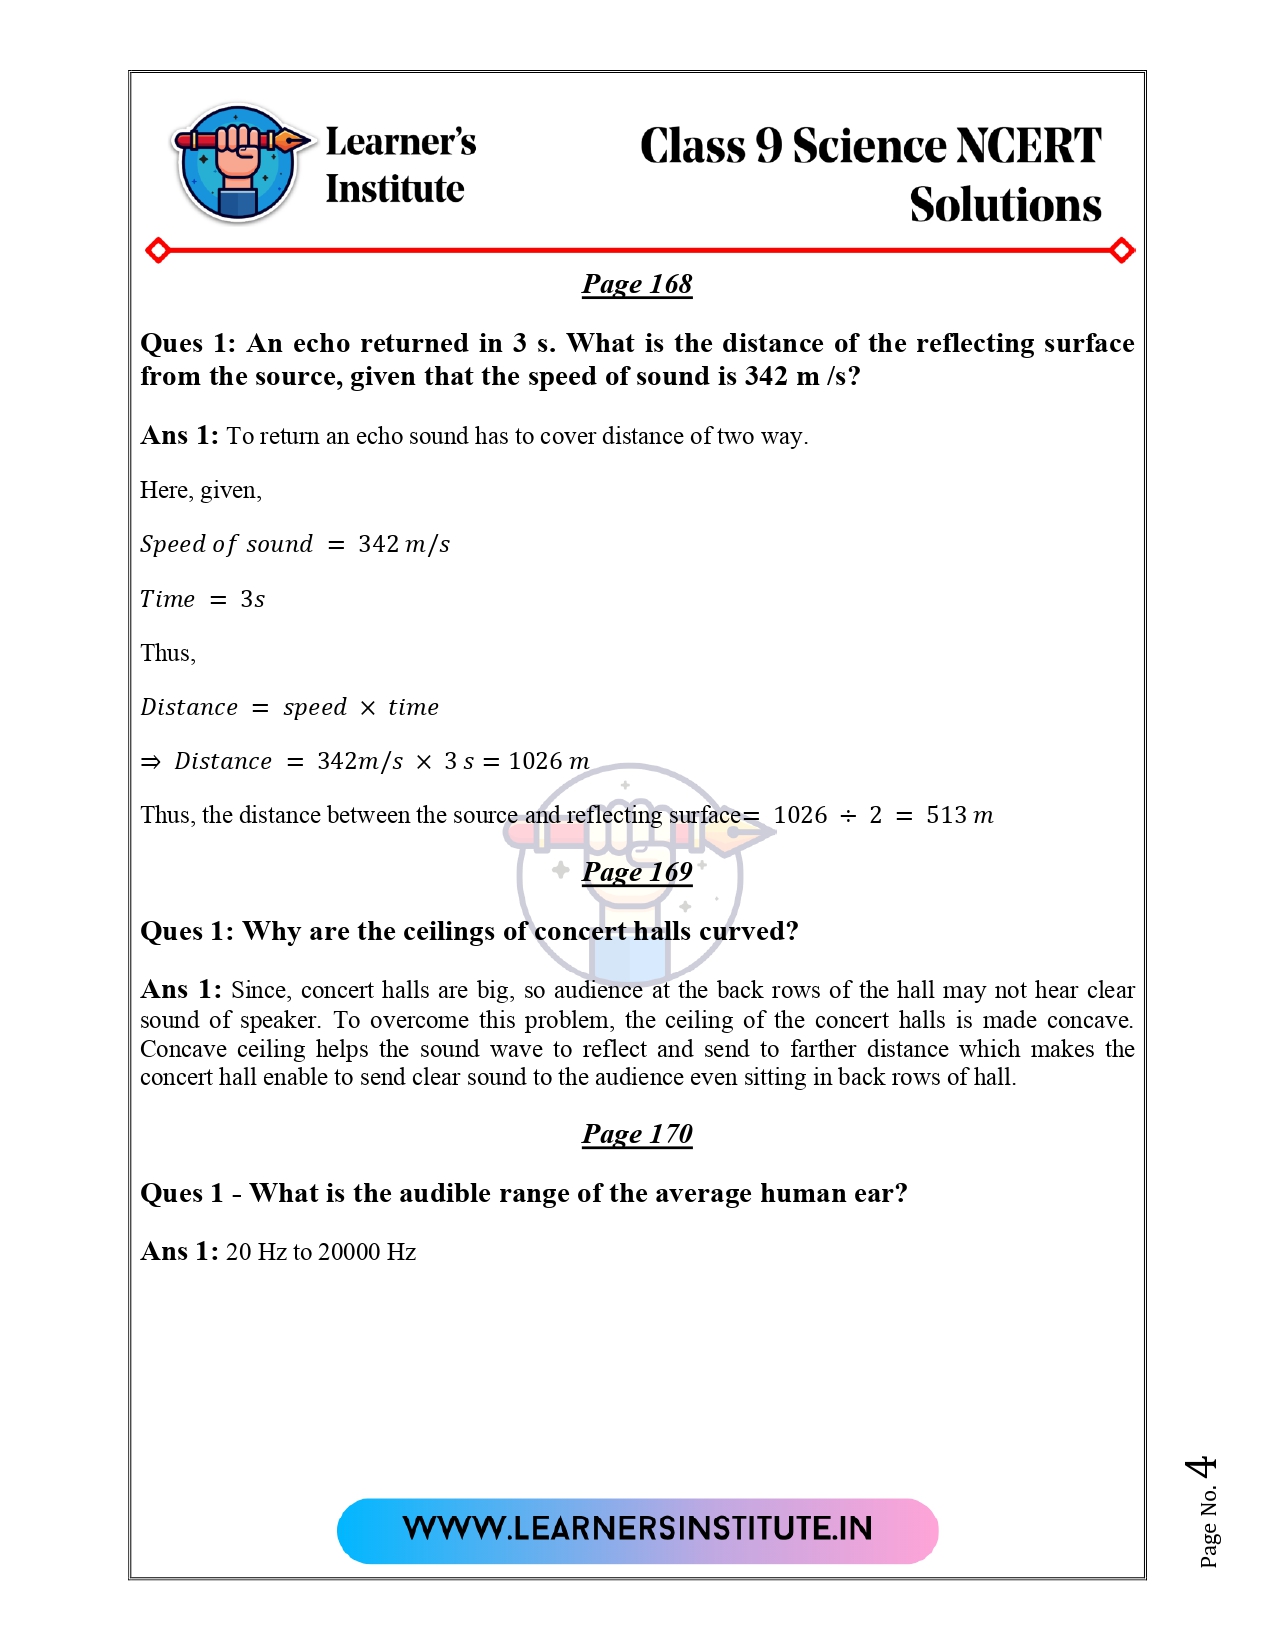 Learner's
Institute
Class 9 Science NCERT
Solutions
Page 168
Ques 1: An echo returned in 3 s. What is the distance of the reflecting surface
from the source, given that the speed of sound is 342 m /s?
Ans 1: To return an echo sound has to cover distance of two way.
Here, given,
Speed of sound = 342 m/s
Time = 3s
Thus,
Distance = speed × time
⇒ Distance = 342m/s × 3 s = 1026 m
Thus, the distance between the source and reflecting surface= 1026 ÷ 2 = 513 m
Page 169
Ques 1: Why are the ceilings of concert halls curved?
Ans 1: Since, concert halls are big, so audience at the back rows of the hall may not hear clear
sound of speaker. To overcome this problem, the ceiling of the concert halls is made concave.
Concave ceiling helps the sound wave to reflect and send to farther distance which makes the
concert hall enable to send clear sound to the audience even sitting in back rows of hall.
Page 170
Ques 1 - What is the audible range of the average human ear?
Ans 1: 20 Hz to 20000 Hz
WWW.LEARNERSINSTITUTE.IN
Page No. 4